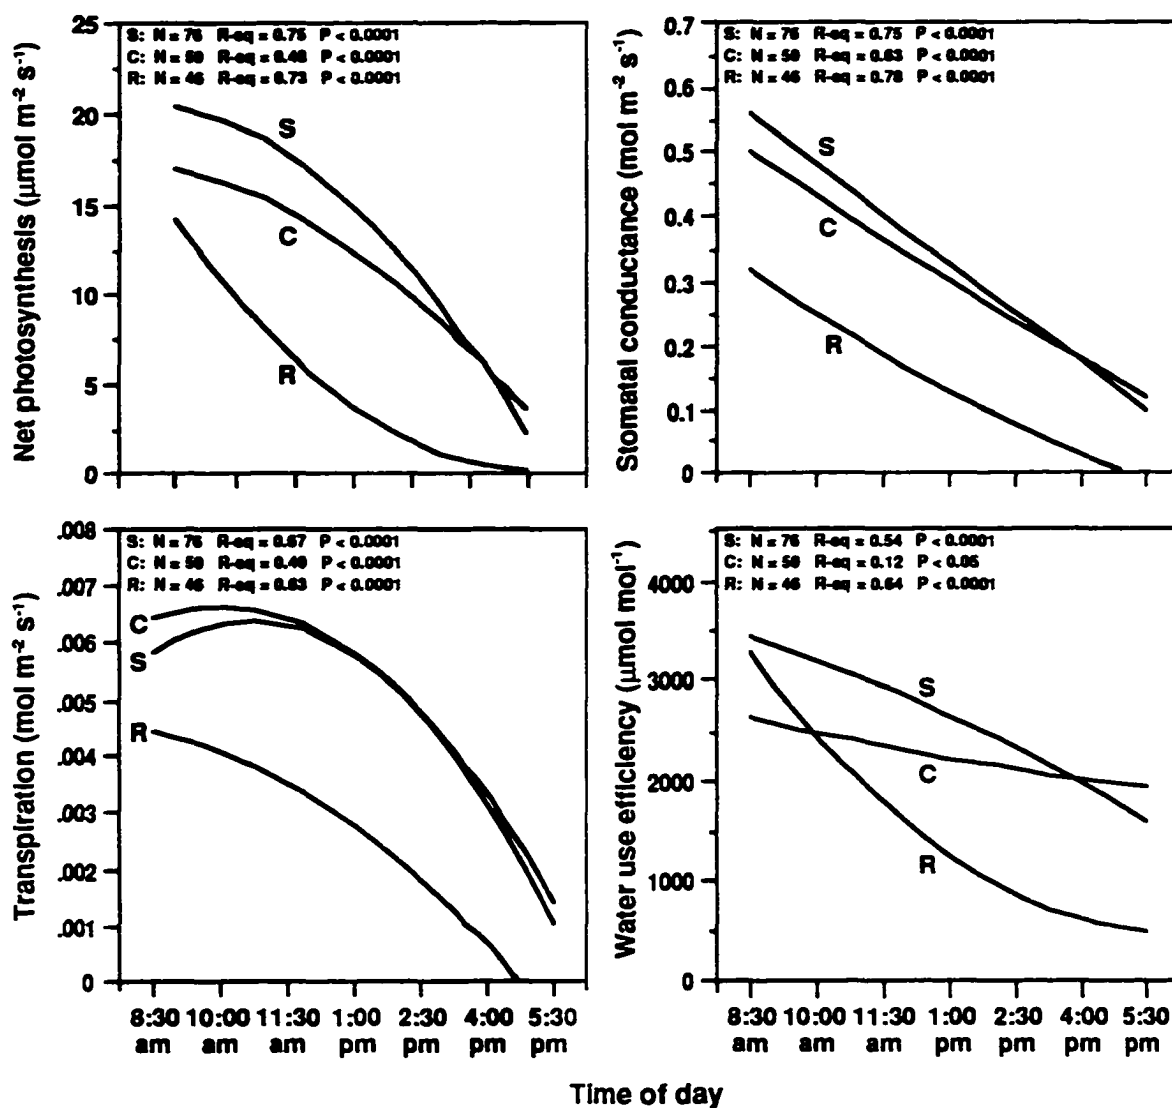 Net photosynthesis (µmol m⁻² s⁻¹)
25
20
15
10
5
0
S: N = 76 R-eq = 0.75 P < 0.0001
C: N = 59 R-eq = 0.48 P < 0.0001
R: N = 46 R-eq = 0.73 P < 0.0001
S
C
R
Stomatal conductance (mol m⁻² s⁻¹)
0.7
0.6
0.5
0.4
0.3
0.2
0.1
0
S: N = 76 R-eq = 0.75 P < 0.0001
C: N = 59 R-eq = 0.63 P < 0.0001
R: N = 46 R-eq = 0.78 P < 0.0001
S
C
R
Transpiration (mol m⁻² s⁻¹)
.008
.007
.006
.005
.004
.003
.002
.001
0
S: N = 76 R-eq = 0.67 P < 0.0001
C: N = 59 R-eq = 0.49 P < 0.0001
R: N = 46 R-eq = 0.63 P < 0.0001
C
S
R
8:30 am 10:00 am 11:30 am 1:00 pm 2:30 pm 4:00 pm 5:30 pm
Water use efficiency (µmol mol⁻¹)
4000
3000
2000
1000
0
S: N = 76 R-eq = 0.54 P < 0.0001
C: N = 59 R-eq = 0.12 P < 0.05
R: N = 46 R-eq = 0.64 P < 0.0001
S
C
R
8:30 am 10:00 am 11:30 am 1:00 pm 2:30 pm 4:00 pm 5:30 pm
Time of day